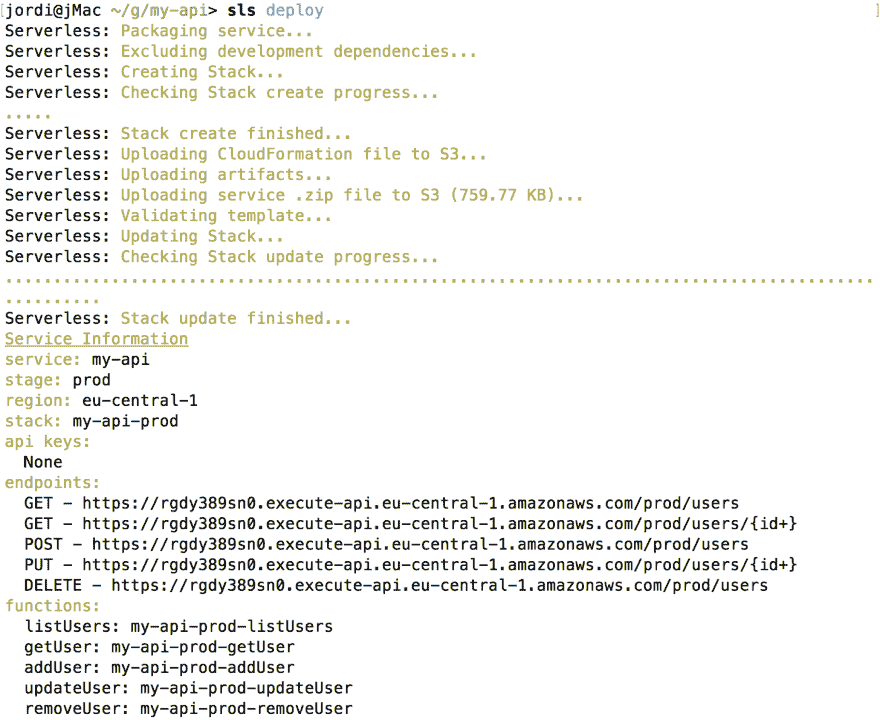 [jordi@jMac ~/g/my-api> sls deploy ]
Serverless: Packaging service...
Serverless: Excluding development dependencies...
Serverless: Creating Stack...
Serverless: Checking Stack create progress...
.....
Serverless: Stack create finished...
Serverless: Uploading CloudFormation file to S3...
Serverless: Uploading artifacts...
Serverless: Uploading service .zip file to S3 (759.77 KB)...
Serverless: Validating template...
Serverless: Updating Stack...
Serverless: Checking Stack update progress...
..........................................................................................
..........
Serverless: Stack update finished...
Service Information
service: my-api
stage: prod
region: eu-central-1
stack: my-api-prod
api keys:
  None
endpoints:
  GET - https://rgdy389sn0.execute-api.eu-central-1.amazonaws.com/prod/users
  GET - https://rgdy389sn0.execute-api.eu-central-1.amazonaws.com/prod/users/{id+}
  POST - https://rgdy389sn0.execute-api.eu-central-1.amazonaws.com/prod/users
  PUT - https://rgdy389sn0.execute-api.eu-central-1.amazonaws.com/prod/users/{id+}
  DELETE - https://rgdy389sn0.execute-api.eu-central-1.amazonaws.com/prod/users
functions:
  listUsers: my-api-prod-listUsers
  getUser: my-api-prod-getUser
  addUser: my-api-prod-addUser
  updateUser: my-api-prod-updateUser
  removeUser: my-api-prod-removeUser